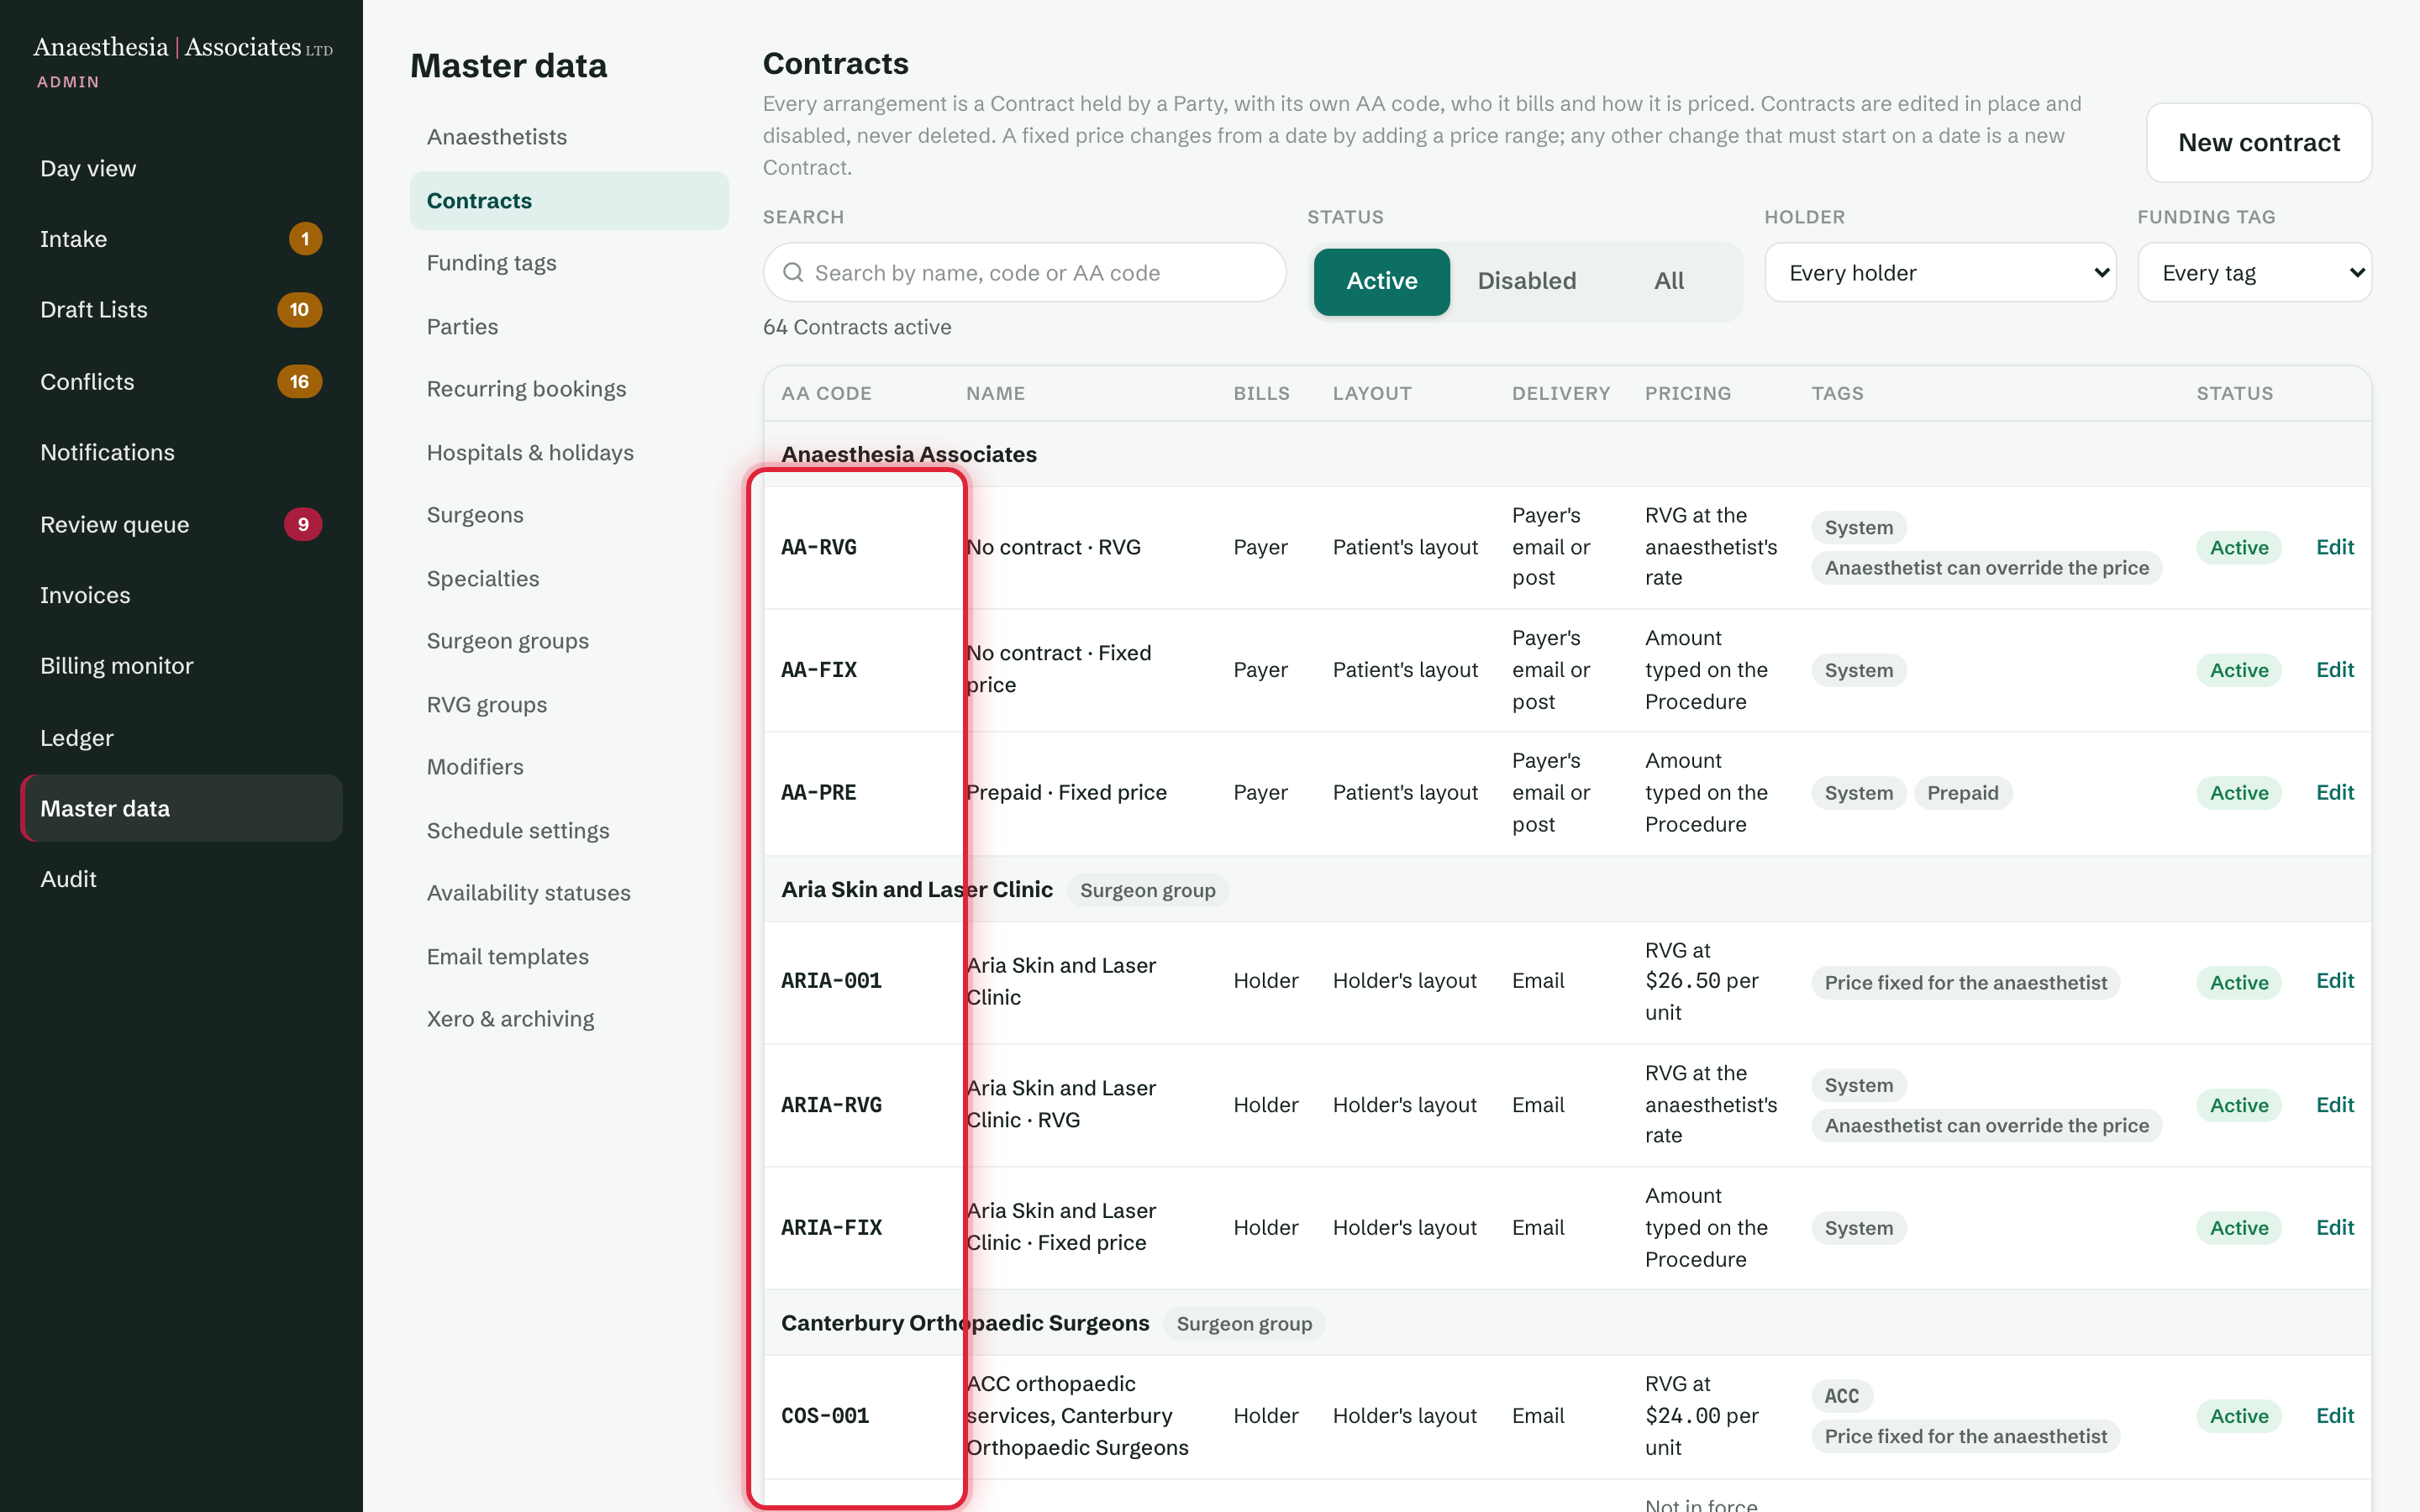 Anaesthesia | Associates LTD
ADMIN
Day view
Intake 1
Draft Lists 10
Conflicts 16
Notifications
Review queue 9
Invoices
Billing monitor
Ledger
Master data
Audit
Master data
Anaesthetists
Contracts
Funding tags
Parties
Recurring bookings
Hospitals & holidays
Surgeons
Specialties
Surgeon groups
RVG groups
Modifiers
Schedule settings
Availability statuses
Email templates
Xero & archiving
Contracts
Every arrangement is a Contract held by a Party, with its own AA code, who it bills and how it is priced. Contracts are edited in place and
disabled, never deleted. A fixed price changes from a date by adding a price range; any other change that must start on a date is a new
Contract.
New contract
SEARCH STATUS HOLDER FUNDING TAG
Search by name, code or AA code Active Disabled All Every holder Every tag
64 Contracts active
AA CODE NAME BILLS LAYOUT DELIVERY PRICING TAGS STATUS
Anaesthesia Associates
AA-RVG
No contract · RVG
Payer
Patient's layout
Payer's
email or
post
RVG at the
anaesthetist's
rate
System
Anaesthetist can override the price
Active
Edit
AA-FIX
No contract · Fixed
price
Payer
Patient's layout
Payer's
email or
post
Amount
typed on the
Procedure
System
Active
Edit
AA-PRE
Prepaid · Fixed price
Payer
Patient's layout
Payer's
email or
post
Amount
typed on the
Procedure
System Prepaid
Active
Edit
Aria Skin and Laser Clinic Surgeon group
ARIA-001
Aria Skin and Laser
Clinic
Holder
Holder's layout
Email
RVG at
$26.50 per
unit
Price fixed for the anaesthetist
Active
Edit
ARIA-RVG
Aria Skin and Laser
Clinic · RVG
Holder
Holder's layout
Email
RVG at the
anaesthetist's
rate
System
Anaesthetist can override the price
Active
Edit
ARIA-FIX
Aria Skin and Laser
Clinic · Fixed price
Holder
Holder's layout
Email
Amount
typed on the
Procedure
System
Active
Edit
Canterbury Orthopaedic Surgeons Surgeon group
COS-001
ACC orthopaedic
services, Canterbury
Orthopaedic Surgeons
Holder
Holder's layout
Email
RVG at
$24.00 per
unit
ACC
Price fixed for the anaesthetist
Active
Edit
Not in force